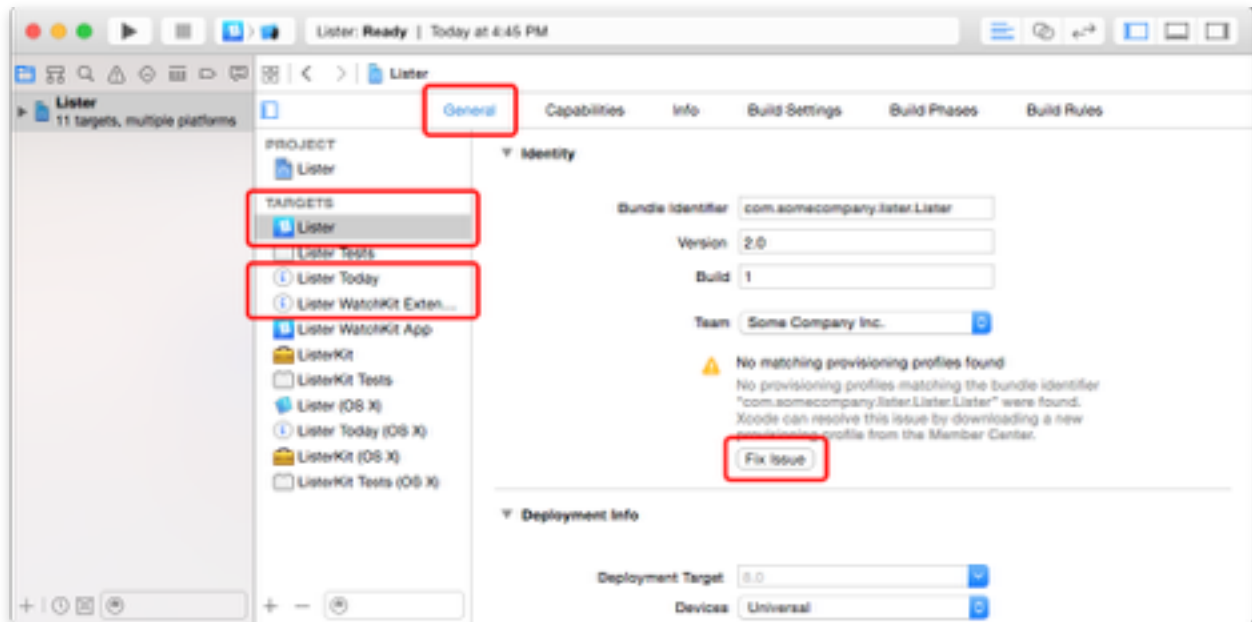 Lister: Ready | Today at 4:45 PM
Lister
Lister
11 targets, multiple platforms
General Capabilities Info Build Settings Build Phases Build Rules
PROJECT
Lister
TARGETS
Lister
Lister Tests
Lister Today
Lister WatchKit Exten...
Lister WatchKit App
ListerKit
ListerKit Tests
Lister (OS X)
Lister Today (OS X)
ListerKit (OS X)
ListerKit Tests (OS X)
Identity
Bundle Identifier com.somecompany.lister.Lister
Version 2.0
Build 1
Team Some Company Inc.
No matching provisioning profiles found
No provisioning profiles matching the bundle identifier
"com.somecompany.lister.Lister.Lister" were found.
Xcode can resolve this issue by downloading a new
provisioning profile from the Member Center.
Fix Issue
Deployment Info
Deployment Target 8.0
Devices Universal